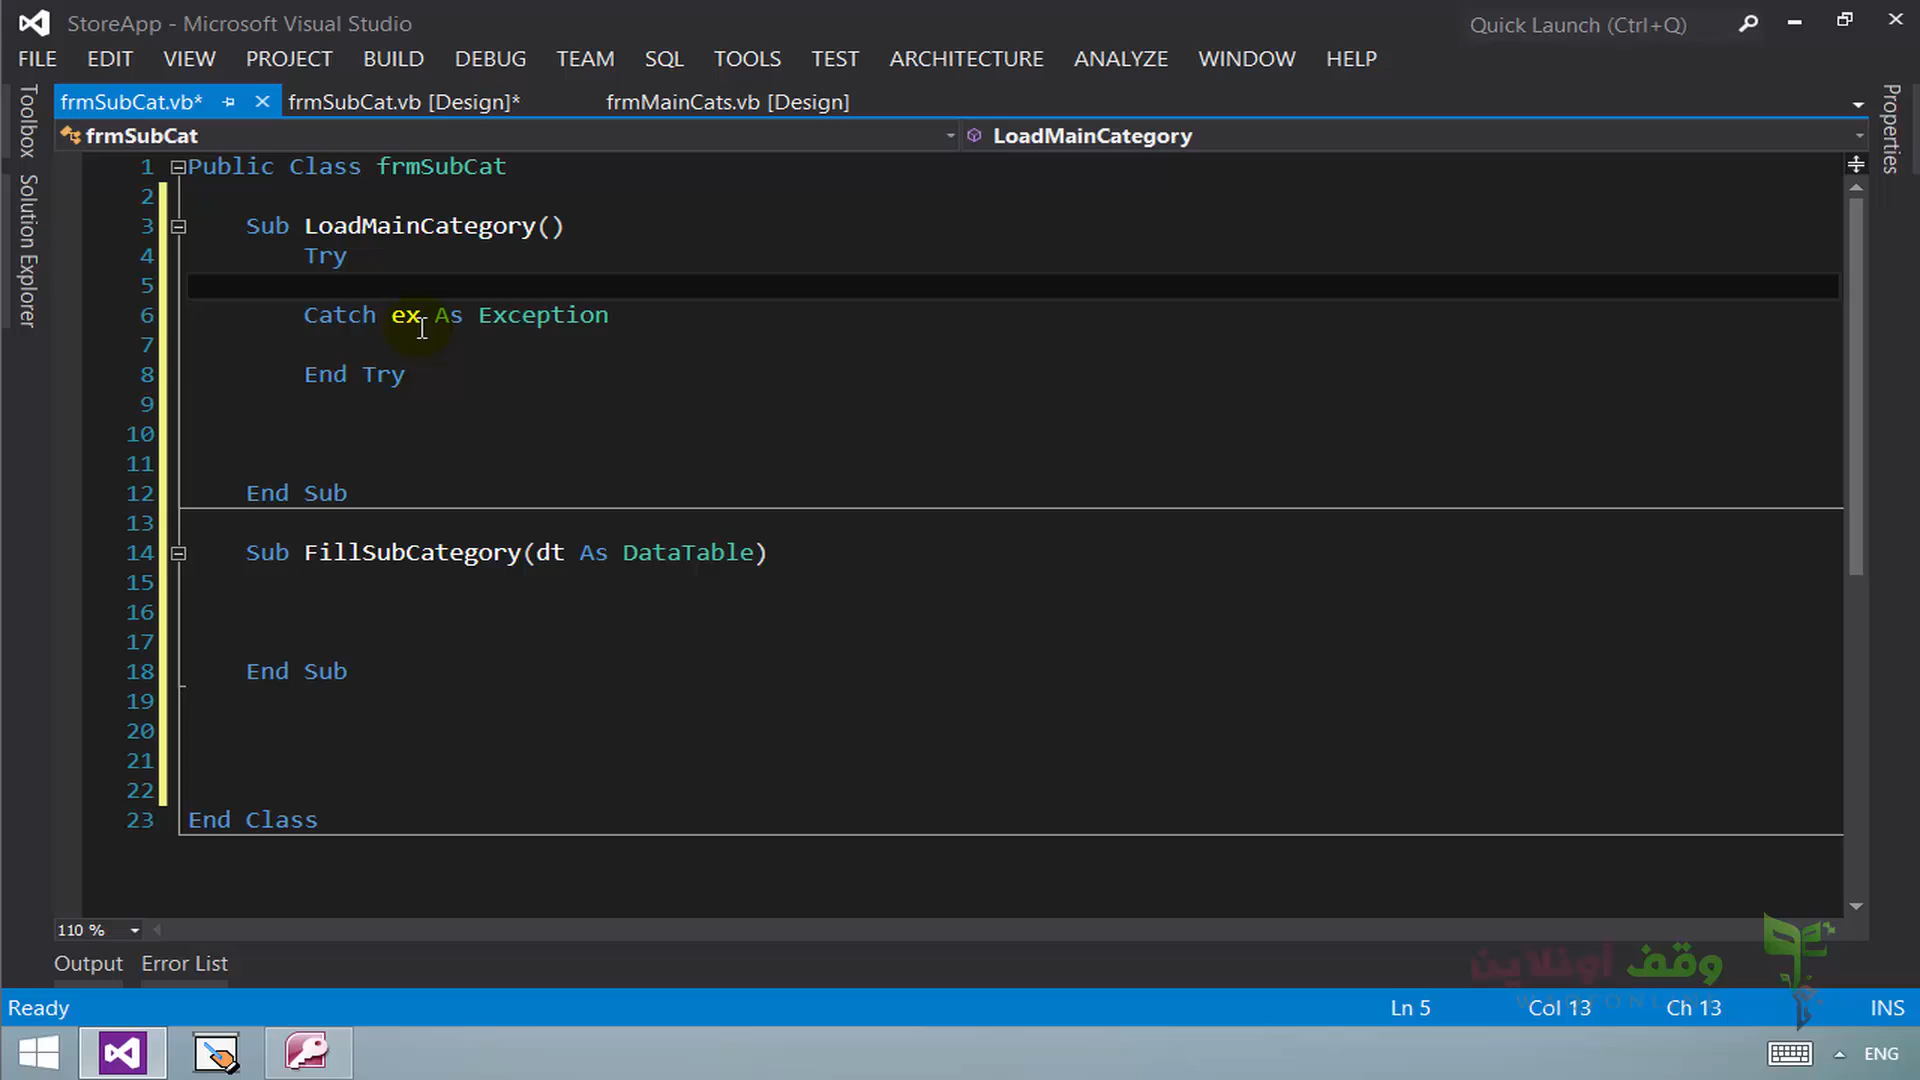 StoreApp - Microsoft Visual Studio
Quick Launch (Ctrl+Q)
FILE EDIT VIEW PROJECT BUILD DEBUG TEAM SQL TOOLS TEST ARCHITECTURE ANALYZE WINDOW HELP
frmSubCat.vb* frmSubCat.vb [Design]* frmMainCats.vb [Design]
frmSubCat LoadMainCategory
Toolbox
Solution Explorer
Properties
1 Public Class frmSubCat
2
3 Sub LoadMainCategory()
4 Try
5
6 Catch ex As Exception
7
8 End Try
9
10
11
12 End Sub
13
14 Sub FillSubCategory(dt As DataTable)
15
16
17
18 End Sub
19
20
21
22
23 End Class
110 %
Output Error List
وقف أونلاين
Ready Ln 5 Col 13 Ch 13 INS
ENG